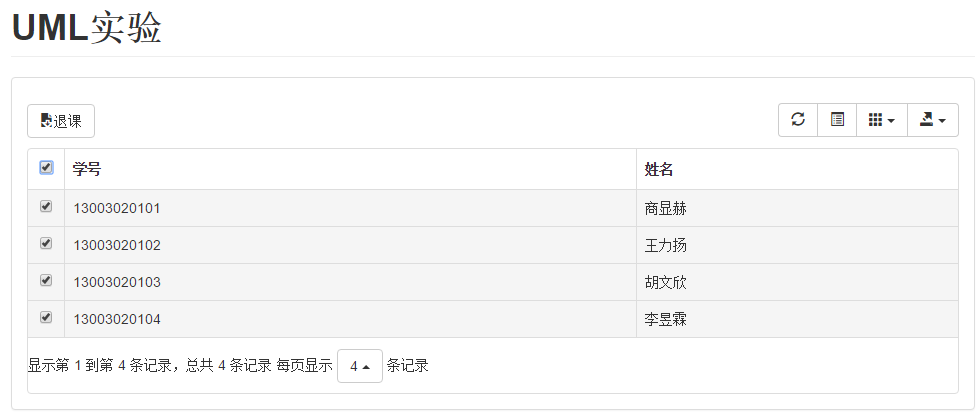 UML实验
退课
学号 姓名
13003020101 商显赫
13003020102 王力扬
13003020103 胡文欣
13003020104 李昱霖
显示第 1 到第 4 条记录，总共 4 条记录 每页显示 4 条记录